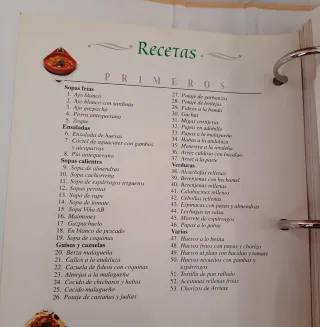 Recetas
PRIMEROS
Sopas frías
1. Ajo blanco
2. Ajo blanco con sardinas
3. Ajo gazpacho
4. Porra antequerana
5. Zoque
Ensaladas
6. Ensalada de huevas
7. Coctel de aguacates con gambas
y alcaparras
8. Pío antequerano
Sopas calientes
9. Sopa de almendras
10. Sopa cachorreña
11. Sopa de espárragos trigueros
12. Sopas perotas
13. Sopa de rape
14. Sopa de tomate
15. Sopa Viña AB
16. Maimones
17. Gazpachuelo
18. En blanco de pescado
19. Sopa de coquinas
Guisos y cazuelas
20. Berza malagueña
21. Callos a la andaluza
22. Cazuela de fideos con coquinas
23. Almejas a la malagueña
24. Cocido de chícharos y habas
25. Cocido malagueño
26. Potaje de castañas y judías
27. Potaje de garbanzos
28. Potaje de lentejas
29. Fideos a la banda
30. Gachas
31. Migas cortijeras
32. Papas en adobillo
33. Papas a la malagueña
34. Habas a la andaluza
35. Moraga a la rondeña
36. Arroz caldoso con bacalao
37. Arroz a la parte
Verduras
38. Alcachofas rellenas
39. Berenjenas con bechamel
40. Berenjenas rellenas
41. Calabacines rellenos
42. Cebollas rellenas
43. Espinacas con pasas y almendras
44. Lechugas en salsa
45. Revuelto de espárragos
46. Papas a lo pobre
Varios
47. Huevos a la bestia
48. Huevos fritos con papas y chorizo
49. Huevos al plato con bacalao y tomate
50. Huevos revueltos con gambas y
espárragos
51. Tortilla de pan rallado
52. Aceitunas rellenas fritas
53. Chorizos de Arriate